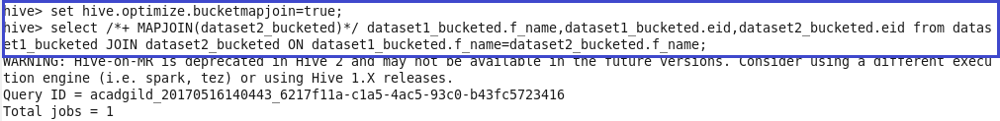 hive> set hive.optimize.bucketmapjoin=true;
hive> select /*+ MAPJOIN(dataset2_bucketed)*/ dataset1_bucketed.f_name,dataset1_bucketed.eid,dataset2_bucketed.eid from datas
et1_bucketed JOIN dataset2_bucketed ON dataset1_bucketed.f_name=dataset2_bucketed.f_name;
WARNING: Hive-on-MR is deprecated in Hive 2 and may not be available in the future versions. Consider using a different execu
tion engine (i.e. spark, tez) or using Hive 1.X releases.
Query ID = acadgild_20170516140443_6217f11a-c1a5-4ac5-93c0-b43fc5723416
Total jobs = 1